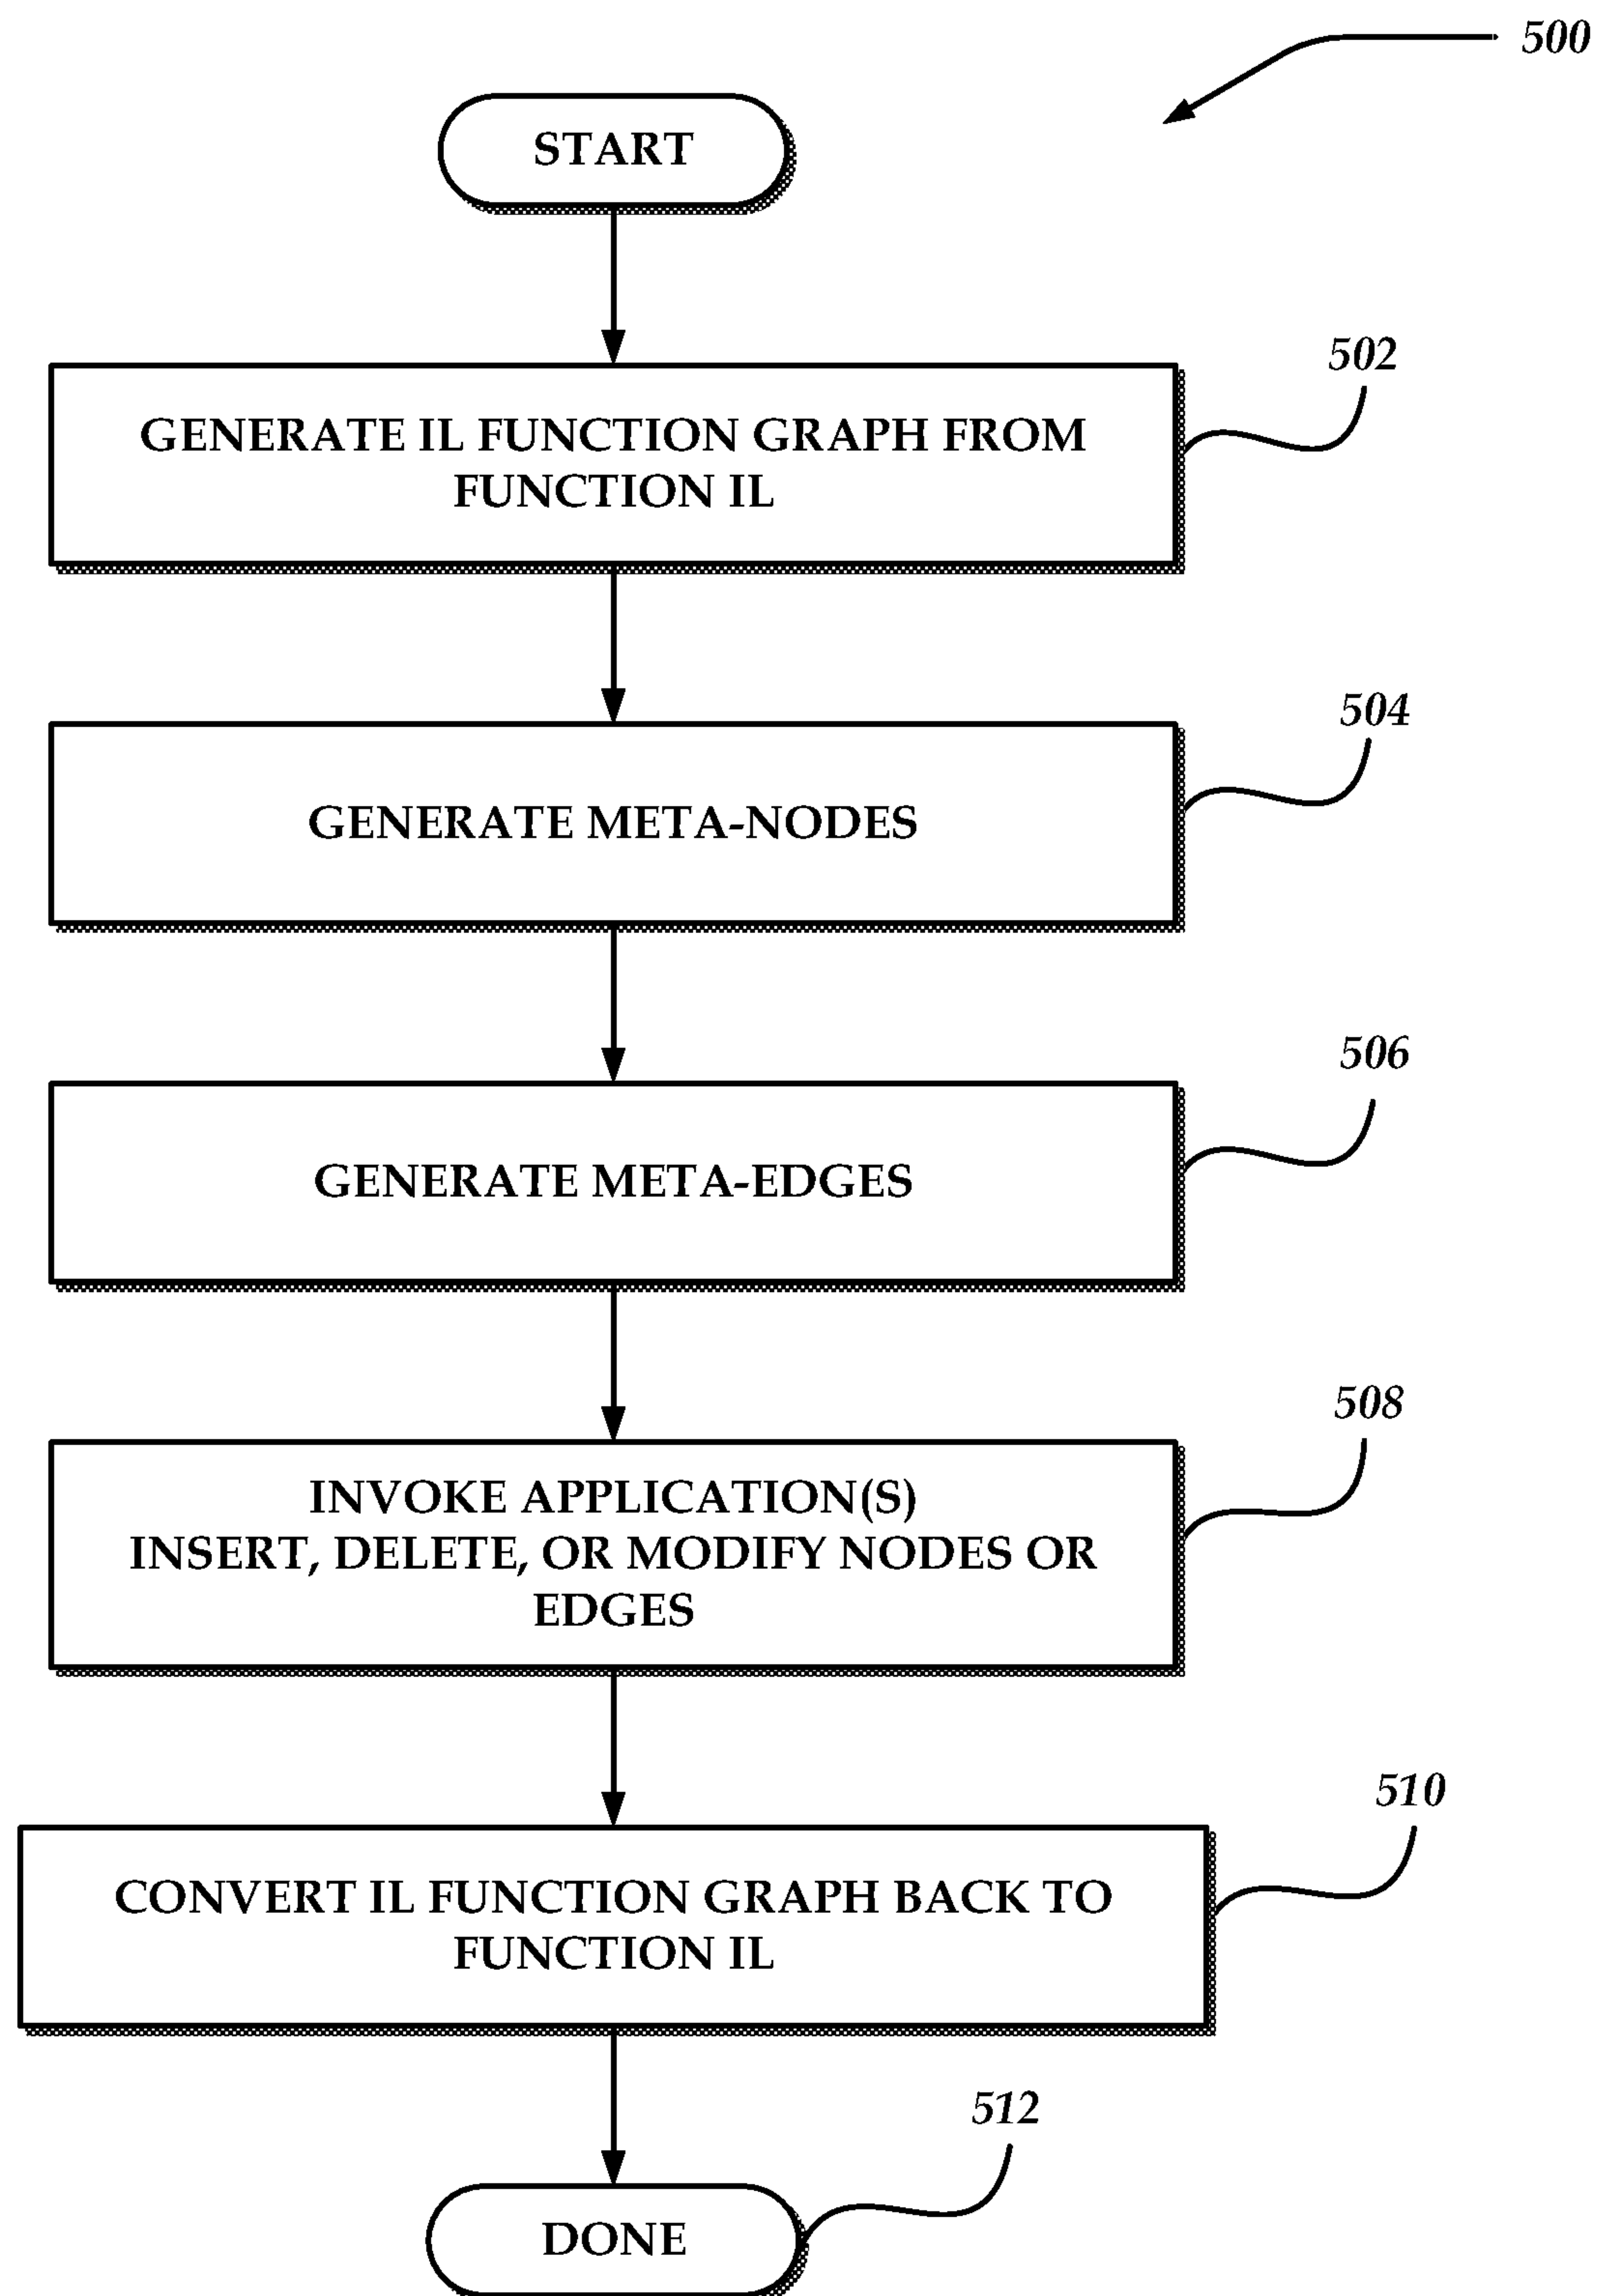 500
START
502
GENERATE IL FUNCTION GRAPH FROM
FUNCTION IL
504
GENERATE META-NODES
506
GENERATE META-EDGES
508
INVOKE APPLICATION(S)
INSERT, DELETE, OR MODIFY NODES OR
EDGES
510
CONVERT IL FUNCTION GRAPH BACK TO
FUNCTION IL
512
DONE